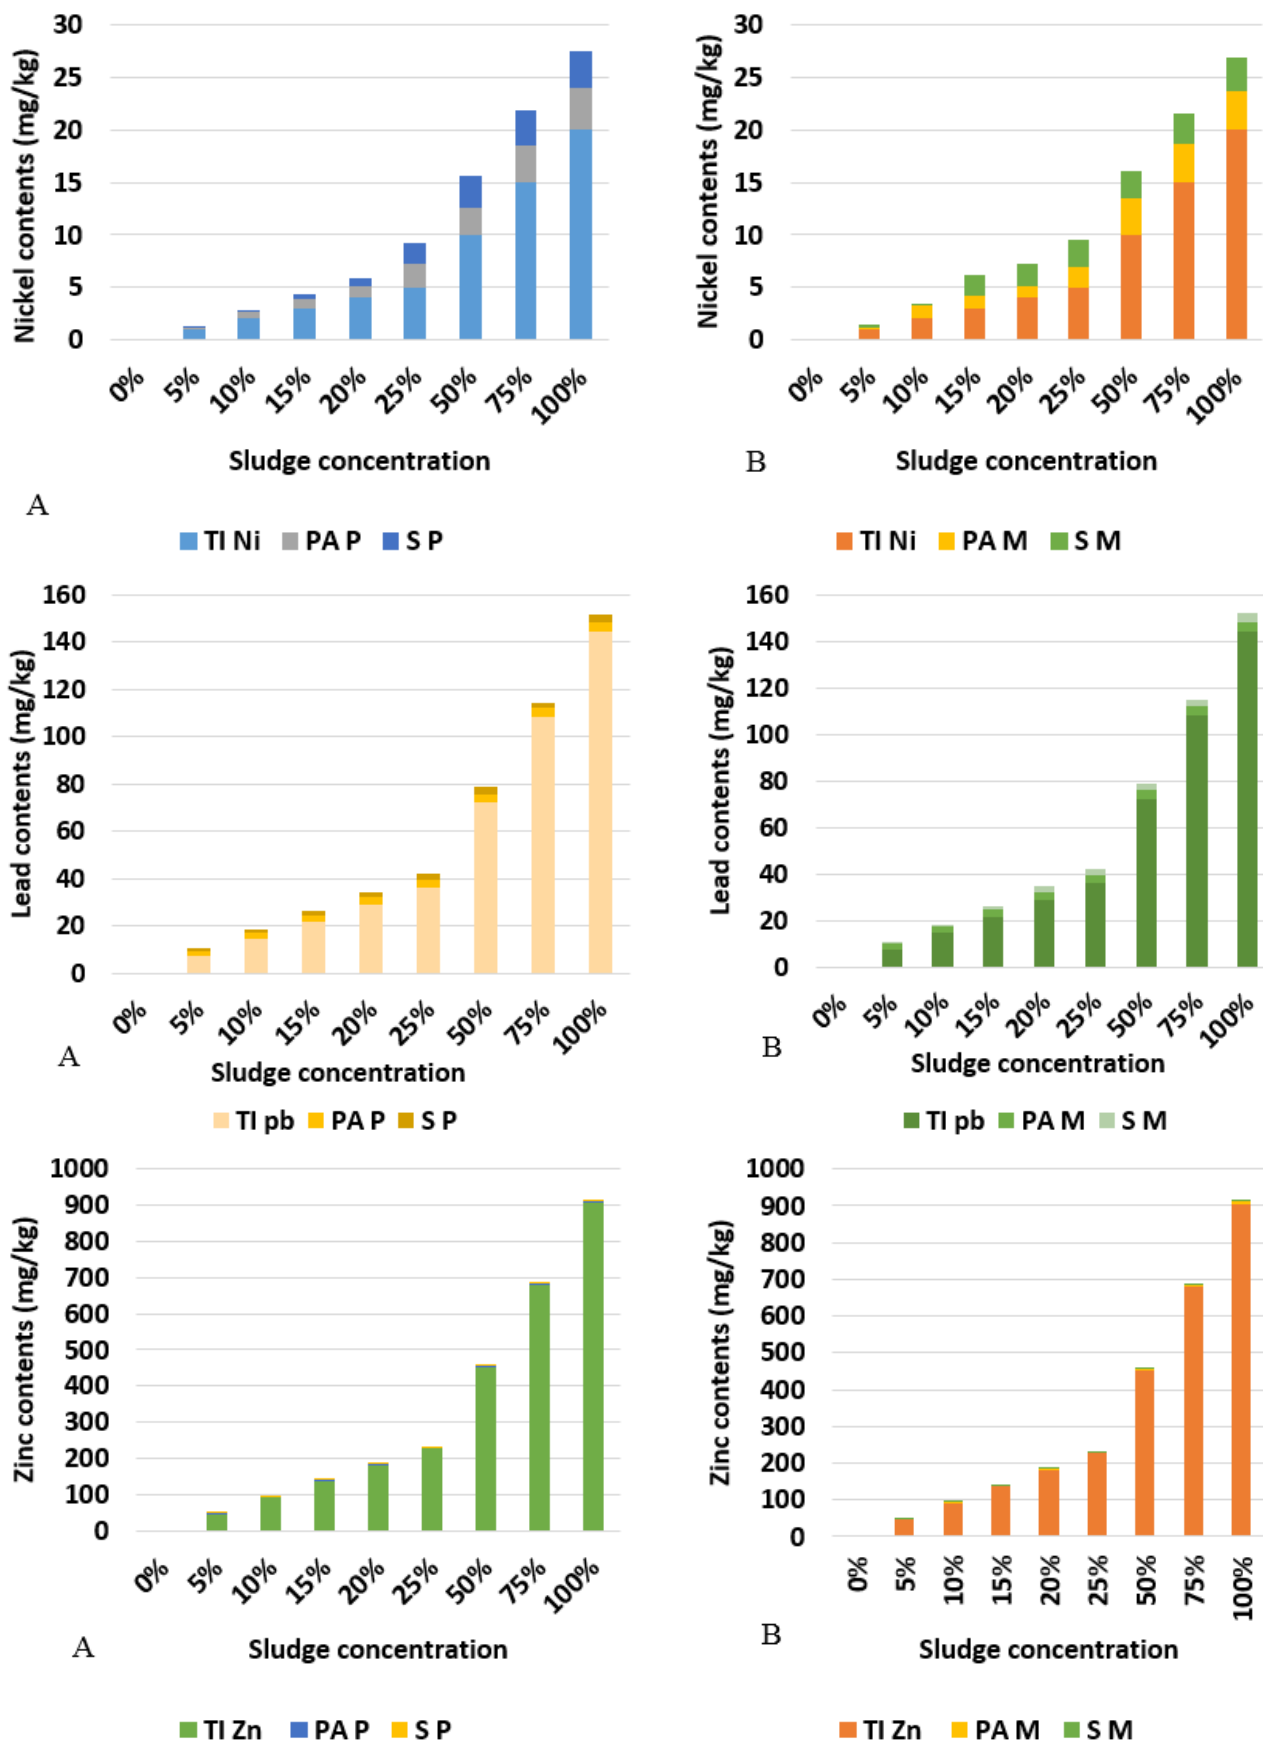 Nickel contents (mg/kg)
30
25
20
15
10
5
0
0% 5% 10% 15% 20% 25% 50% 75% 100%
Sludge concentration
A
TI Ni PA P S P
Nickel contents (mg/kg)
30
25
20
15
10
5
0
0% 5% 10% 15% 20% 25% 50% 75% 100%
B Sludge concentration
TI Ni PA M S M
Lead contents (mg/kg)
160
140
120
100
80
60
40
20
0
0% 5% 10% 15% 20% 25% 50% 75% 100%
A
Sludge concentration
TI pb PA P S P
Lead contents (mg/kg)
160
140
120
100
80
60
40
20
0
0% 5% 10% 15% 20% 25% 50% 75% 100%
B
Sludge concentration
TI pb PA M S M
Zinc contents (mg/kg)
1000
900
800
700
600
500
400
300
200
100
0
0% 5% 10% 15% 20% 25% 50% 75% 100%
A Sludge concentration
TI Zn PA P S P
Zinc contents (mg/kg)
1000
900
800
700
600
500
400
300
200
100
0
0% 5% 10% 15% 20% 25% 50% 75% 100%
B Sludge concentration
TI Zn PA M S M